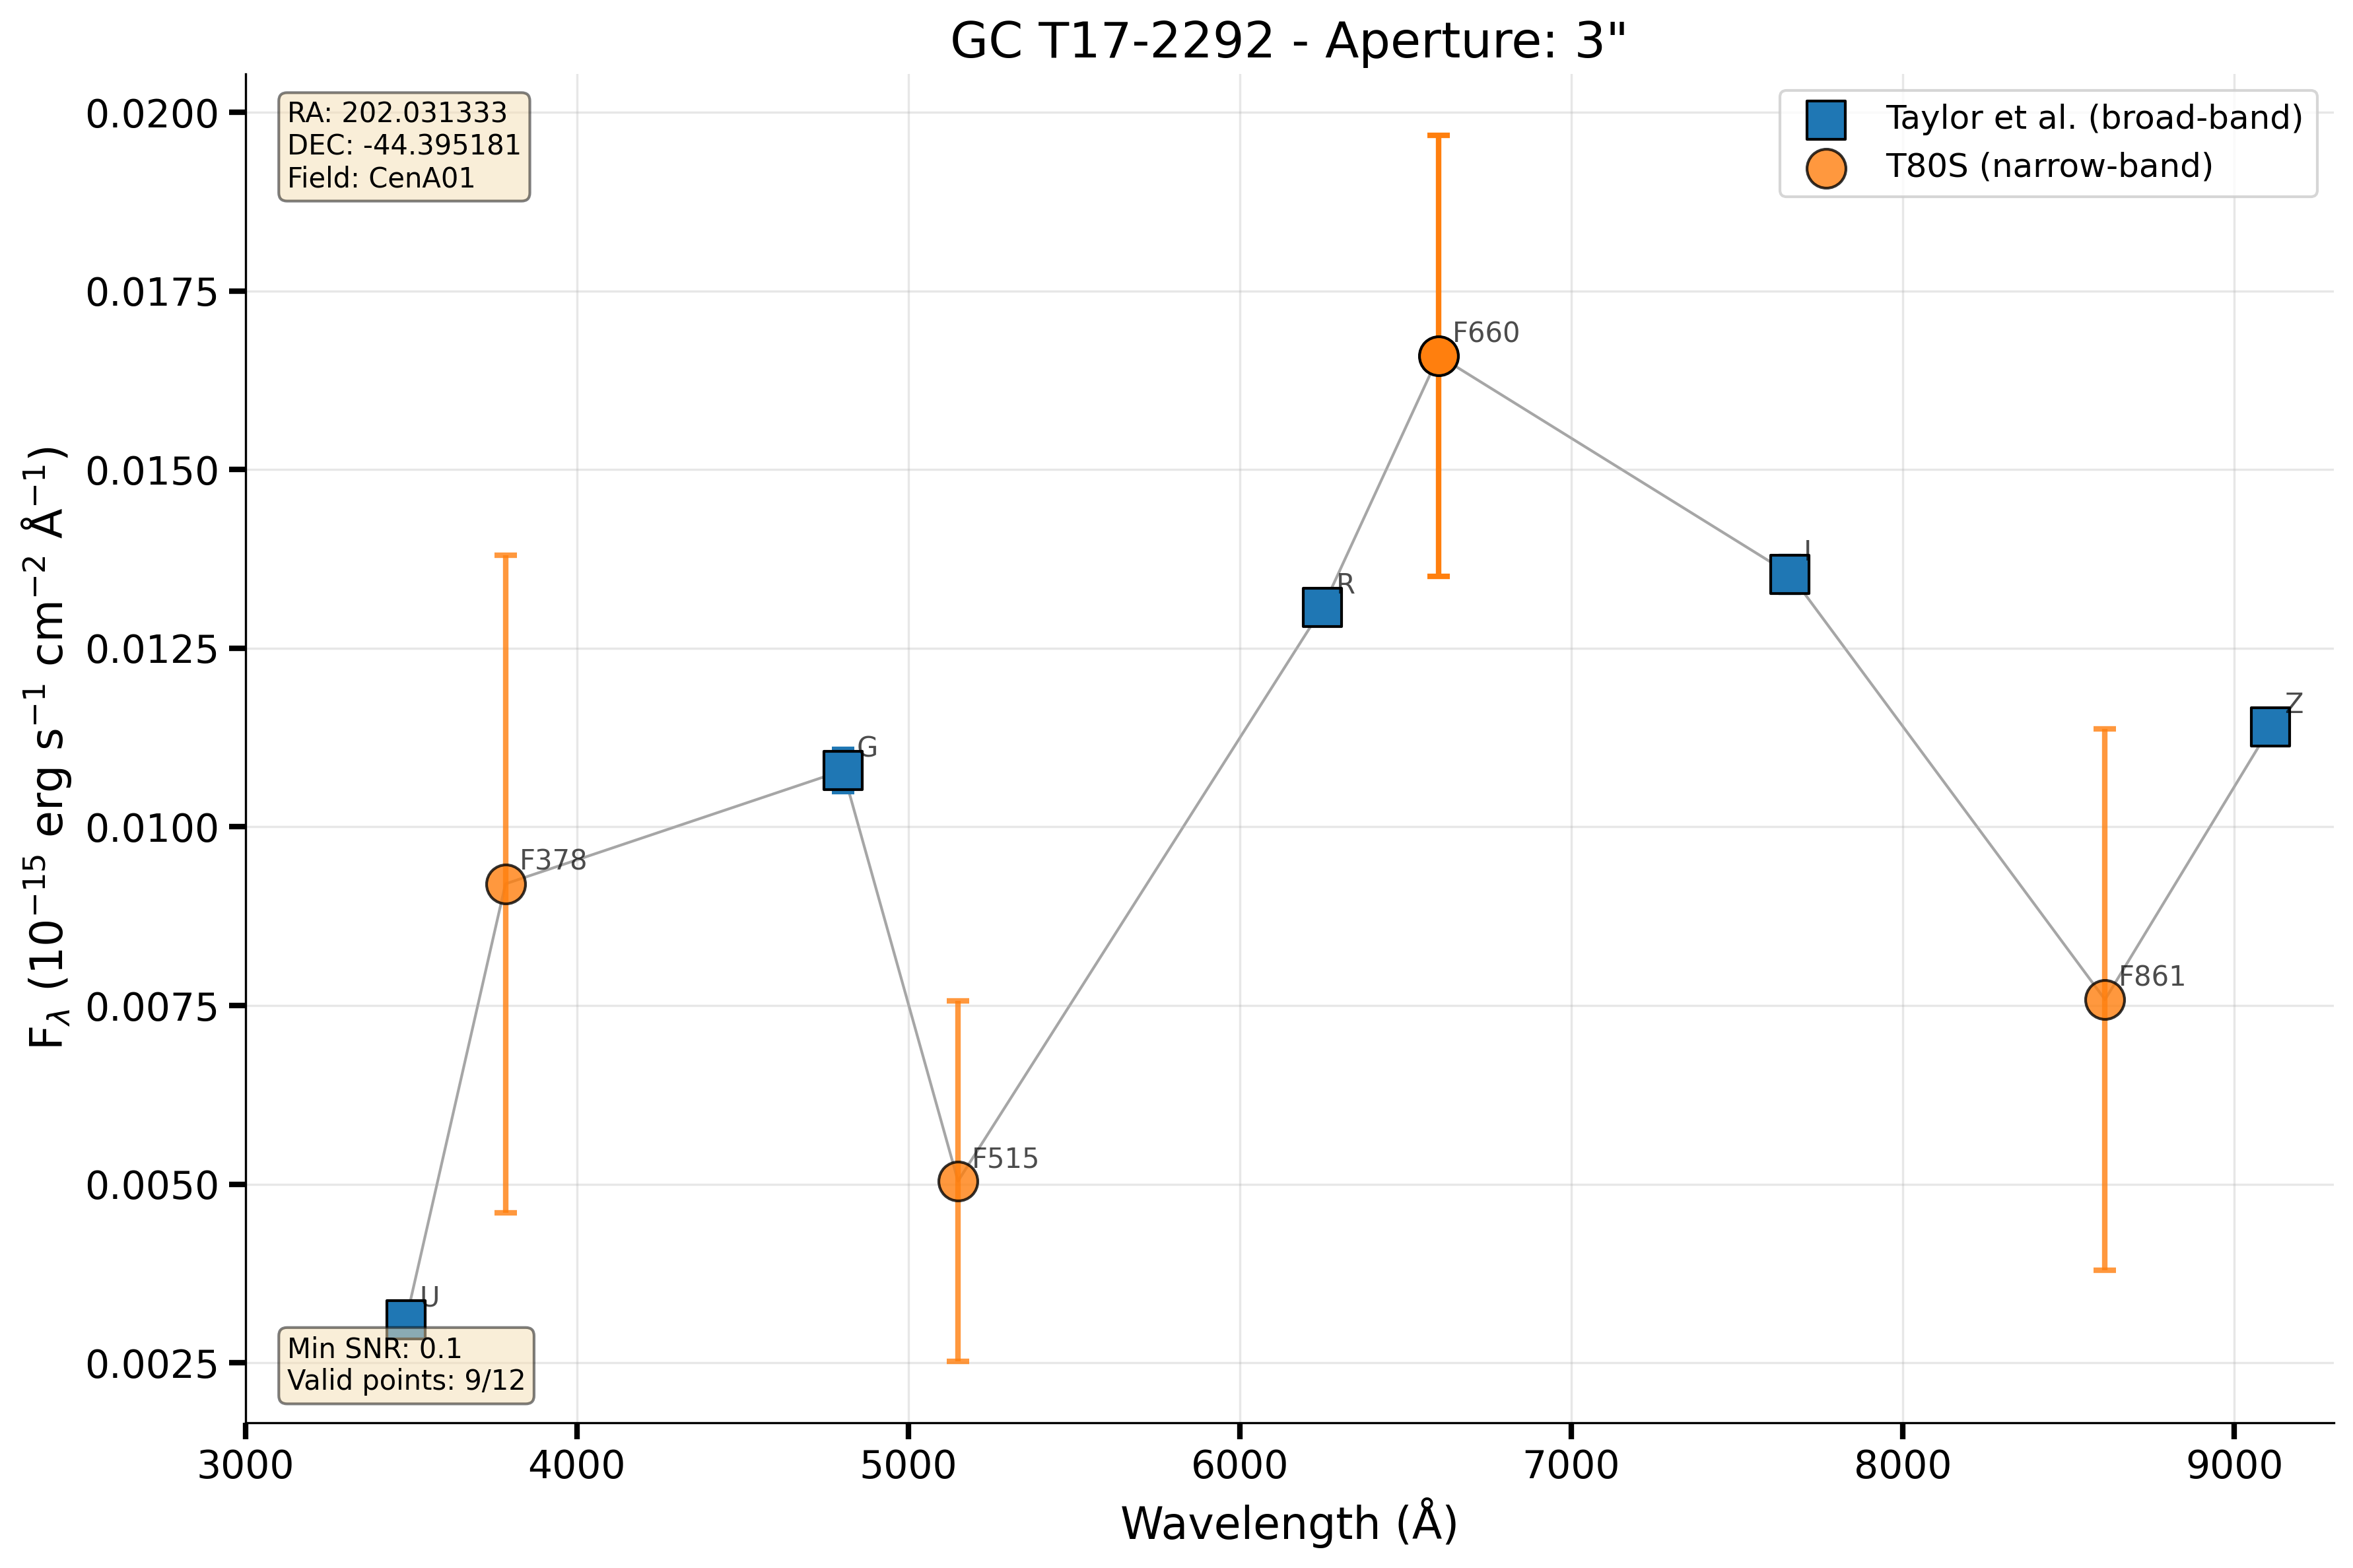 GC T17-2292 - Aperture: 3"
RA: 202.031333
DEC: -44.395181
Field: CenA01
Taylor et al. (broad-band)
T80S (narrow-band)
F660
I
R
Z
G
F378
F861
F515
U
Min SNR: 0.1
Valid points: 9/12
0.0200
0.0175
0.0150
0.0125
0.0100
0.0075
0.0050
0.0025
F_λ (10⁻¹⁵ erg s⁻¹ cm⁻² Å⁻¹)
3000 4000 5000 6000 7000 8000 9000
Wavelength (Å)